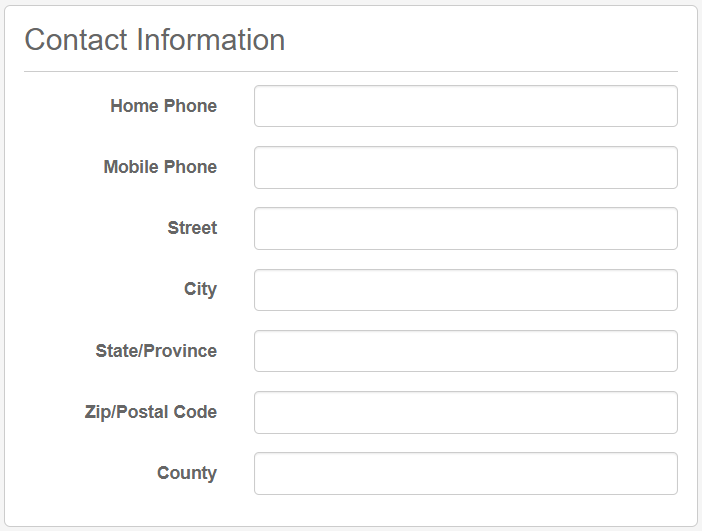 Contact Information
Home Phone
Mobile Phone
Street
City
State/Province
Zip/Postal Code
County